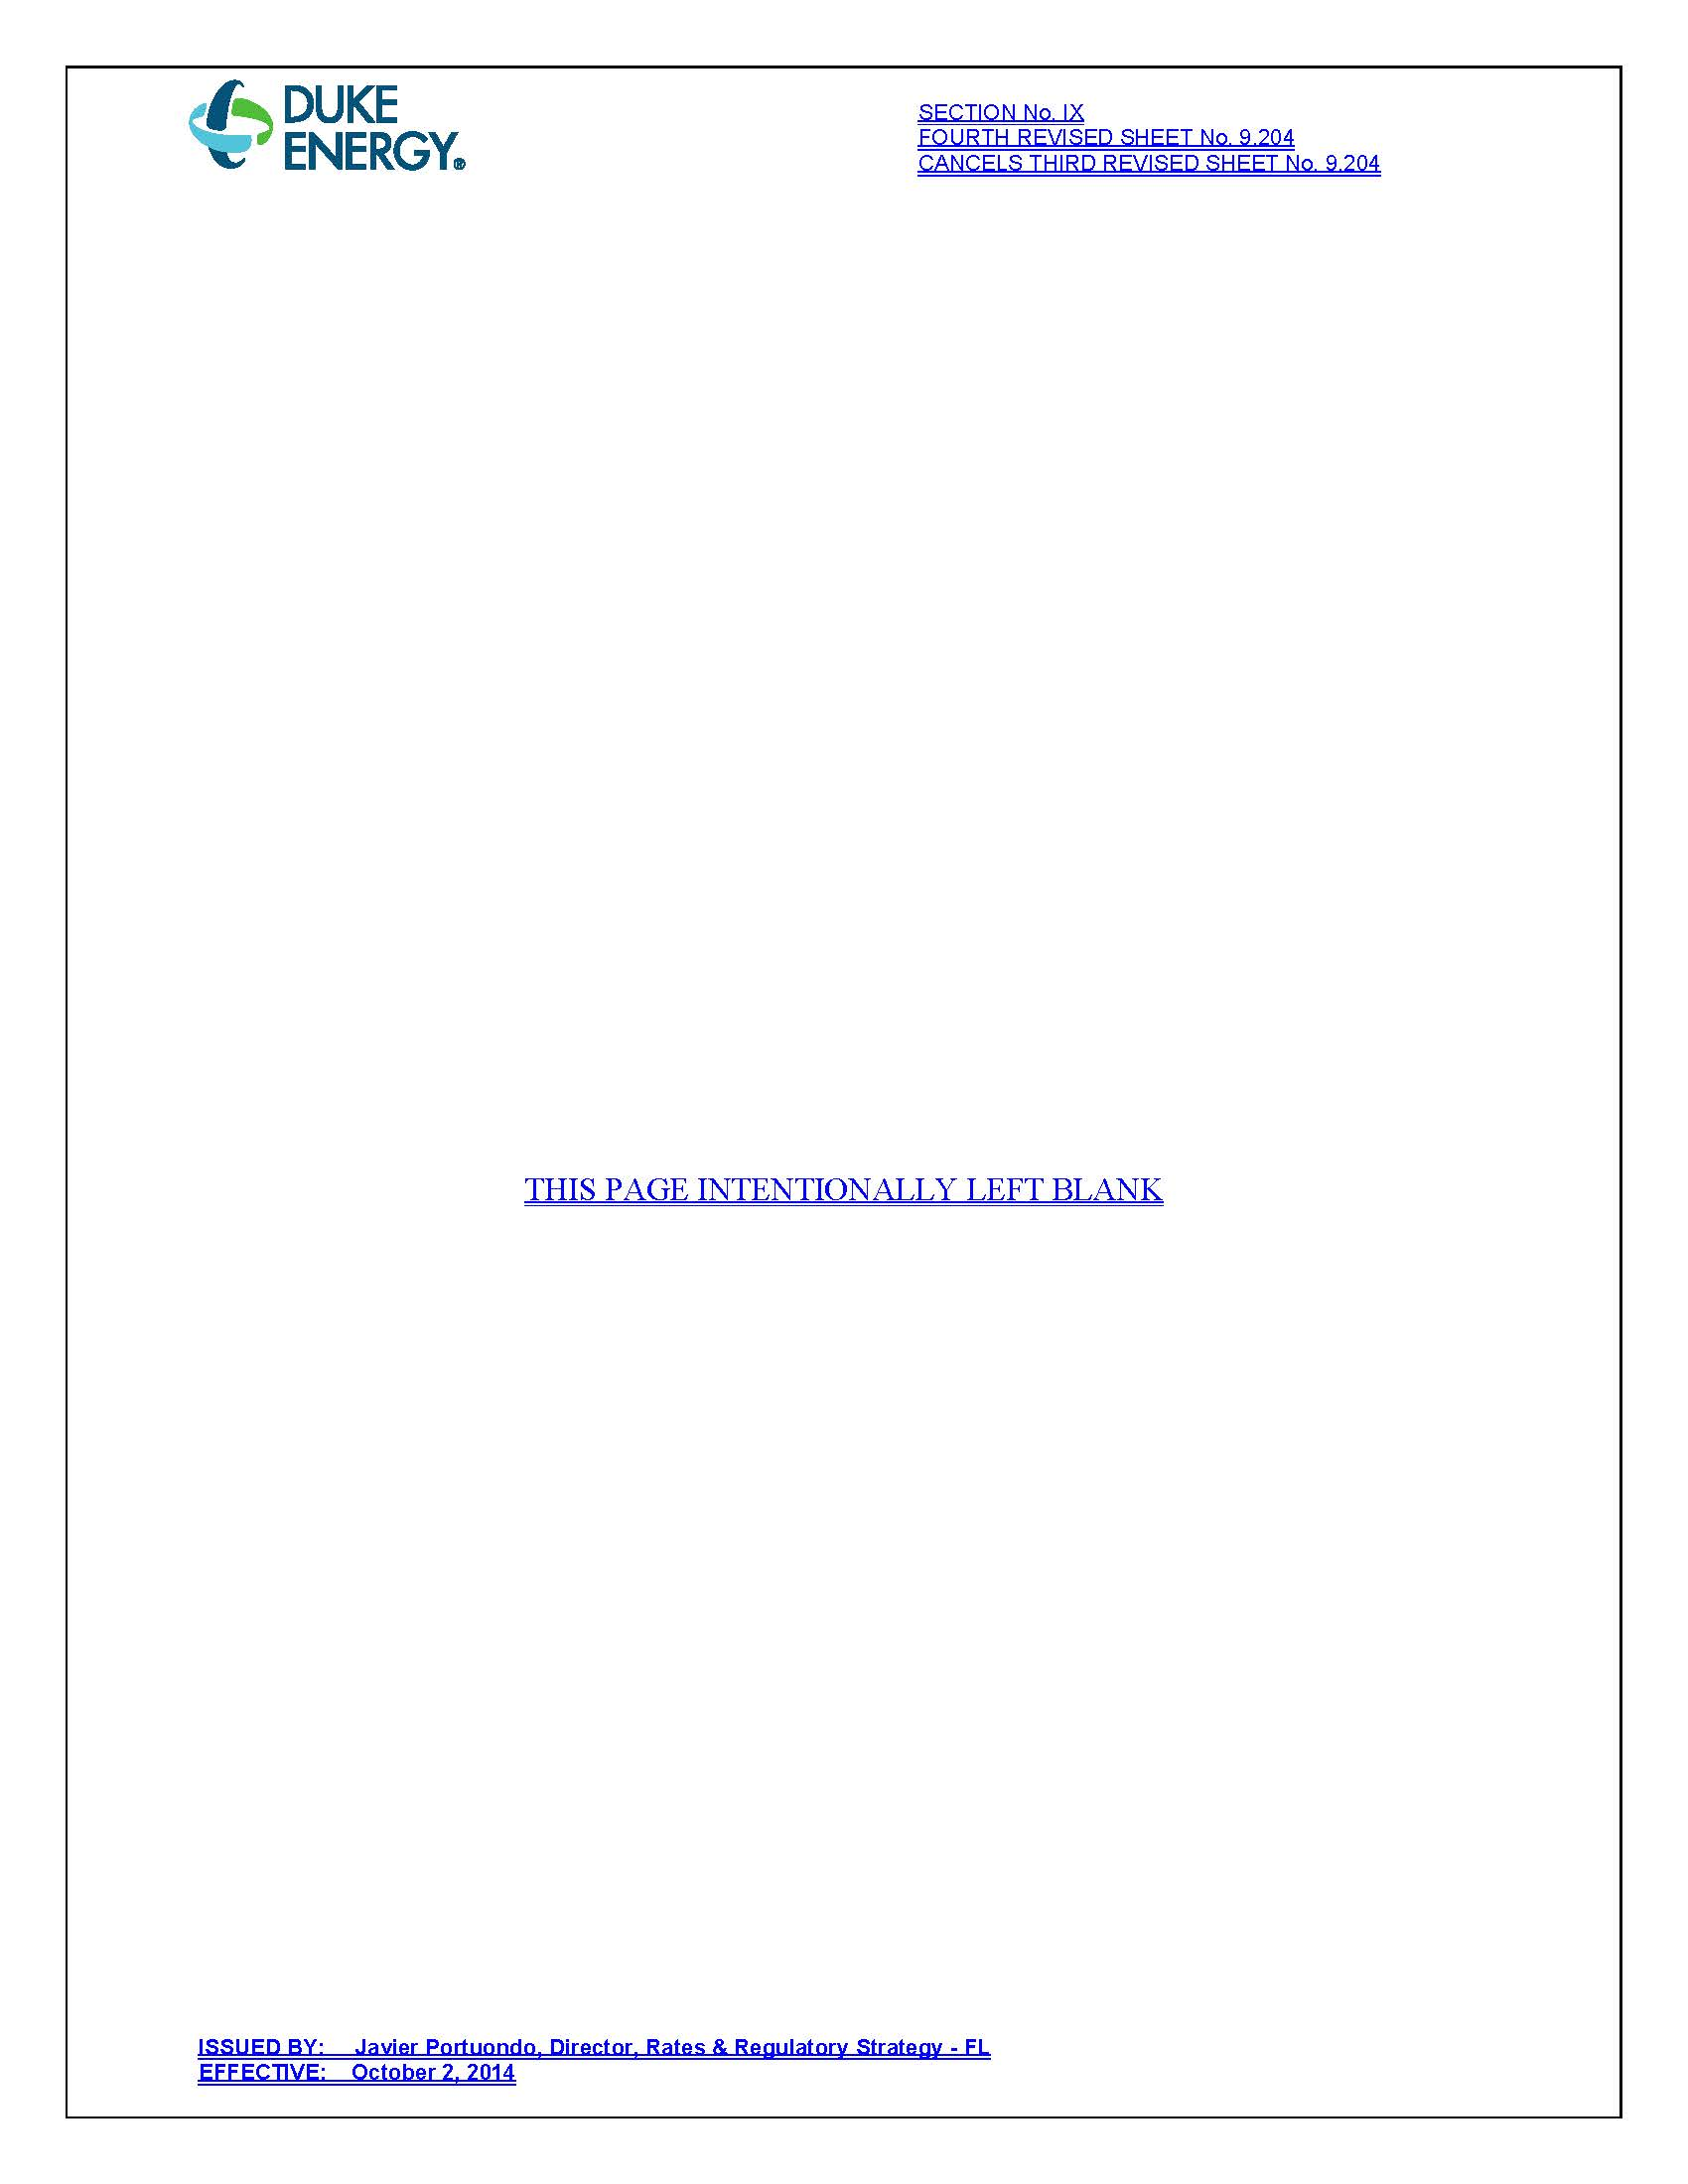 DUKE
ENERGY®
SECTION No. IX
FOURTH REVISED SHEET No. 9.204
CANCELS THIRD REVISED SHEET No. 9.204
THIS PAGE INTENTIONALLY LEFT BLANK
ISSUED BY: Javier Portuondo, Director, Rates & Regulatory Strategy - FL
EFFECTIVE: October 2, 2014